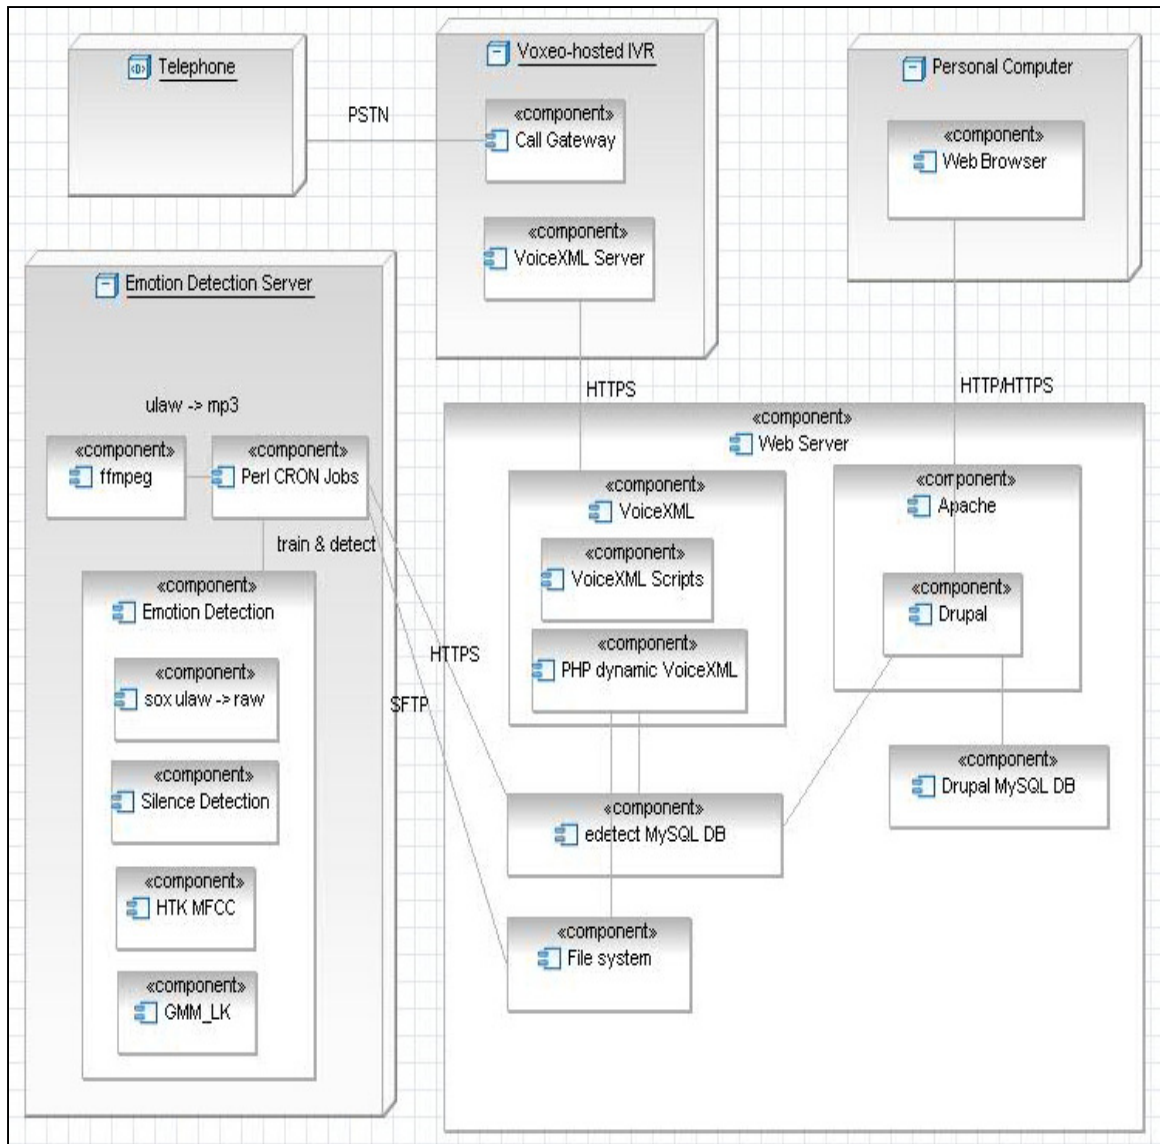 Telephone
PSTN
Voxeo-hosted IVR
«component»
Call Gateway
«component»
VoiceXML Server
Personal Computer
«component»
Web Browser
HTTPS
HTTP/HTTPS
Emotion Detection Server
ulaw -> mp3
«component»
ffmpeg
«component»
Perl CRON Jobs
train & detect
«component»
Emotion Detection
«component»
sox ulaw -> raw
«component»
Silence Detection
«component»
HTK MFCC
«component»
GMM_LK
HTTPS
SFTP
«component»
Web Server
«component»
VoiceXML
«component»
VoiceXML Scripts
«component»
PHP dynamic VoiceXML
«component»
Apache
«component»
Drupal
«component»
edetect MySQL DB
«component»
Drupal MySQL DB
«component»
File system